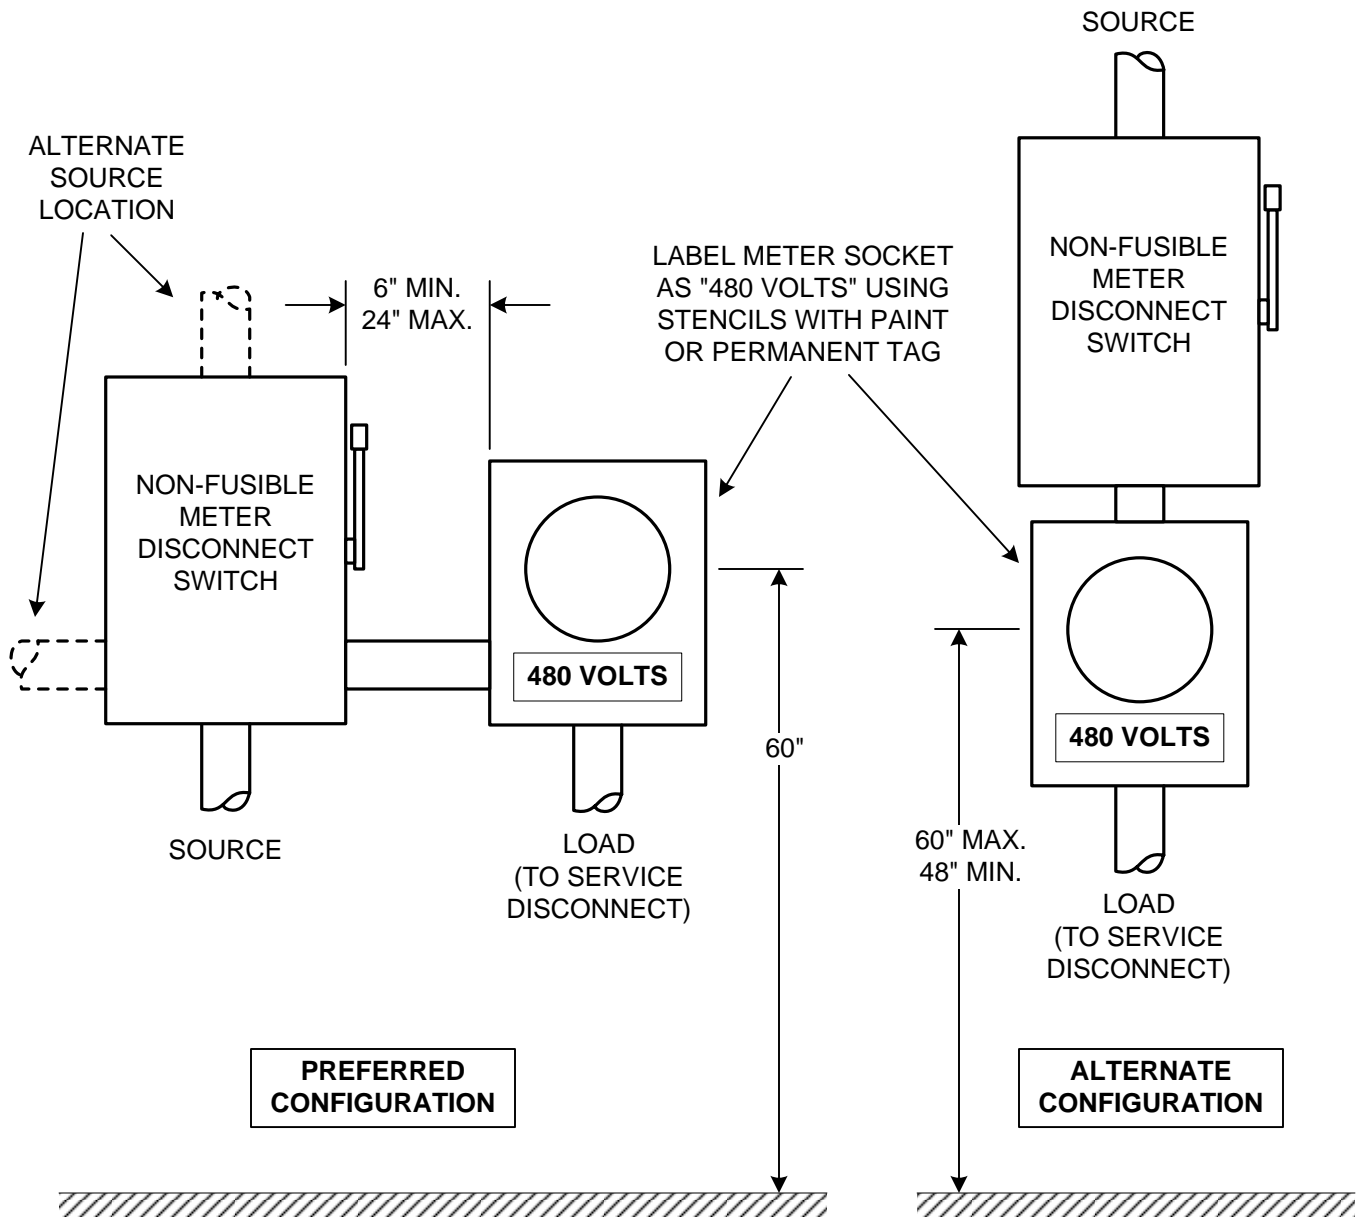 SOURCE
ALTERNATE
SOURCE
LOCATION
6" MIN.
24" MAX.
LABEL METER SOCKET
AS "480 VOLTS" USING
STENCILS WITH PAINT
OR PERMANENT TAG
NON-FUSIBLE
METER
DISCONNECT
SWITCH
NON-FUSIBLE
METER
DISCONNECT
SWITCH
480 VOLTS
480 VOLTS
60"
60" MAX.
48" MIN.
SOURCE
LOAD
(TO SERVICE
DISCONNECT)
LOAD
(TO SERVICE
DISCONNECT)
PREFERRED
CONFIGURATION
ALTERNATE
CONFIGURATION